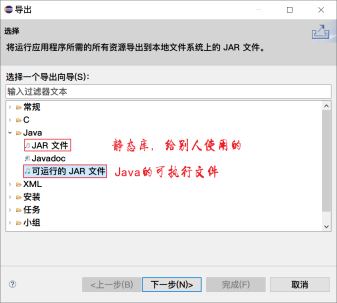 导出
选择
将运行应用程序所需的所有资源导出到本地文件系统上的 JAR 文件。
选择一个导出向导(S):
输入过滤器文本
常规
C
Java
JAR 文件 静态库，给别人使用的
Javadoc
可运行的 JAR 文件 Java的可执行文件
XML
安装
任务
小组
<上一步(B) 下一步(N)> 完成(F) 取消